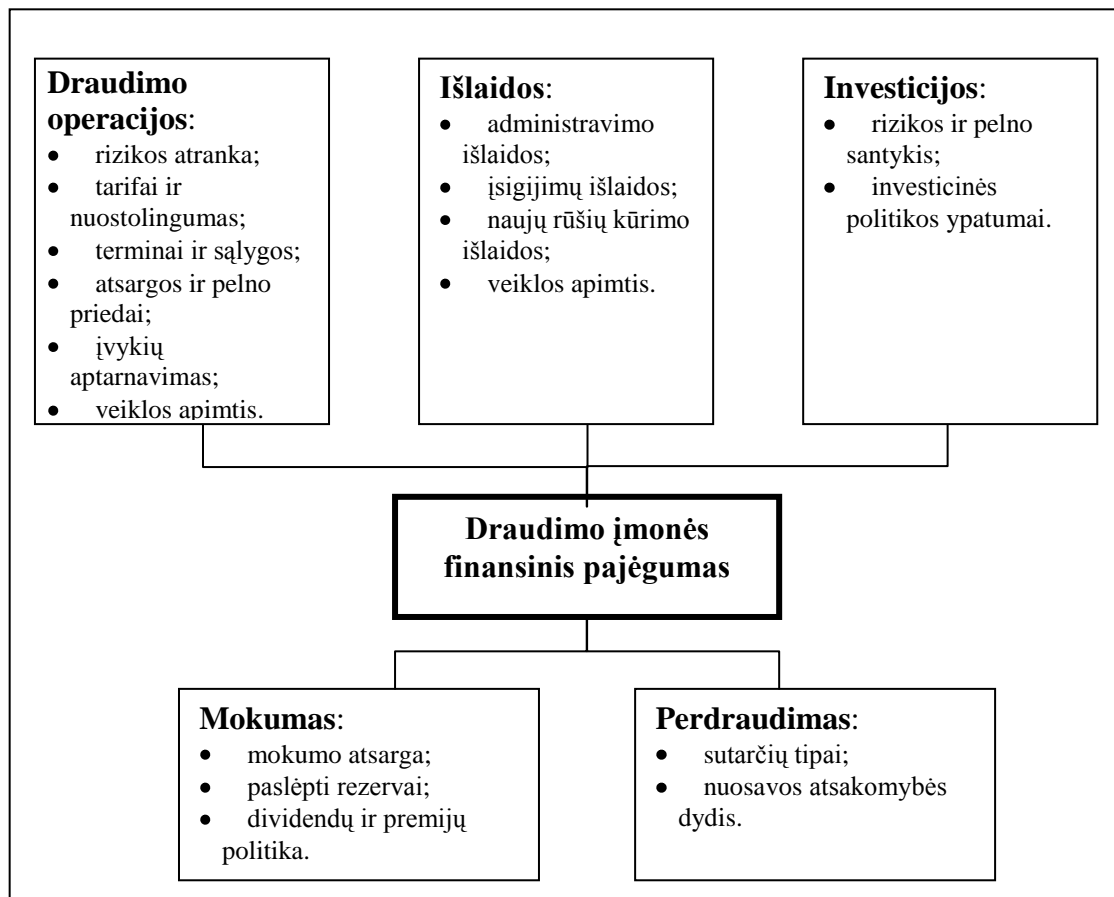 Draudimo
operacijos:
• rizikos atranka;
• tarifai ir
nuostolingumas;
• terminai ir sąlygos;
• atsargos ir pelno
priedai;
• įvykių
aptarnavimas;
• veiklos apimtis.
Išlaidos:
• administravimo
išlaidos;
• įsigijimų išlaidos;
• naujų rūšių kūrimo
išlaidos;
• veiklos apimtis.
Investicijos:
• rizikos ir pelno
santykis;
• investicinės
politikos ypatumai.
Draudimo įmonės
finansinis pajėgumas
Mokumas:
• mokumo atsarga;
• paslėpti rezervai;
• dividendų ir premijų
politika.
Perdraudimas:
• sutarčių tipai;
• nuosavos atsakomybės
dydis.